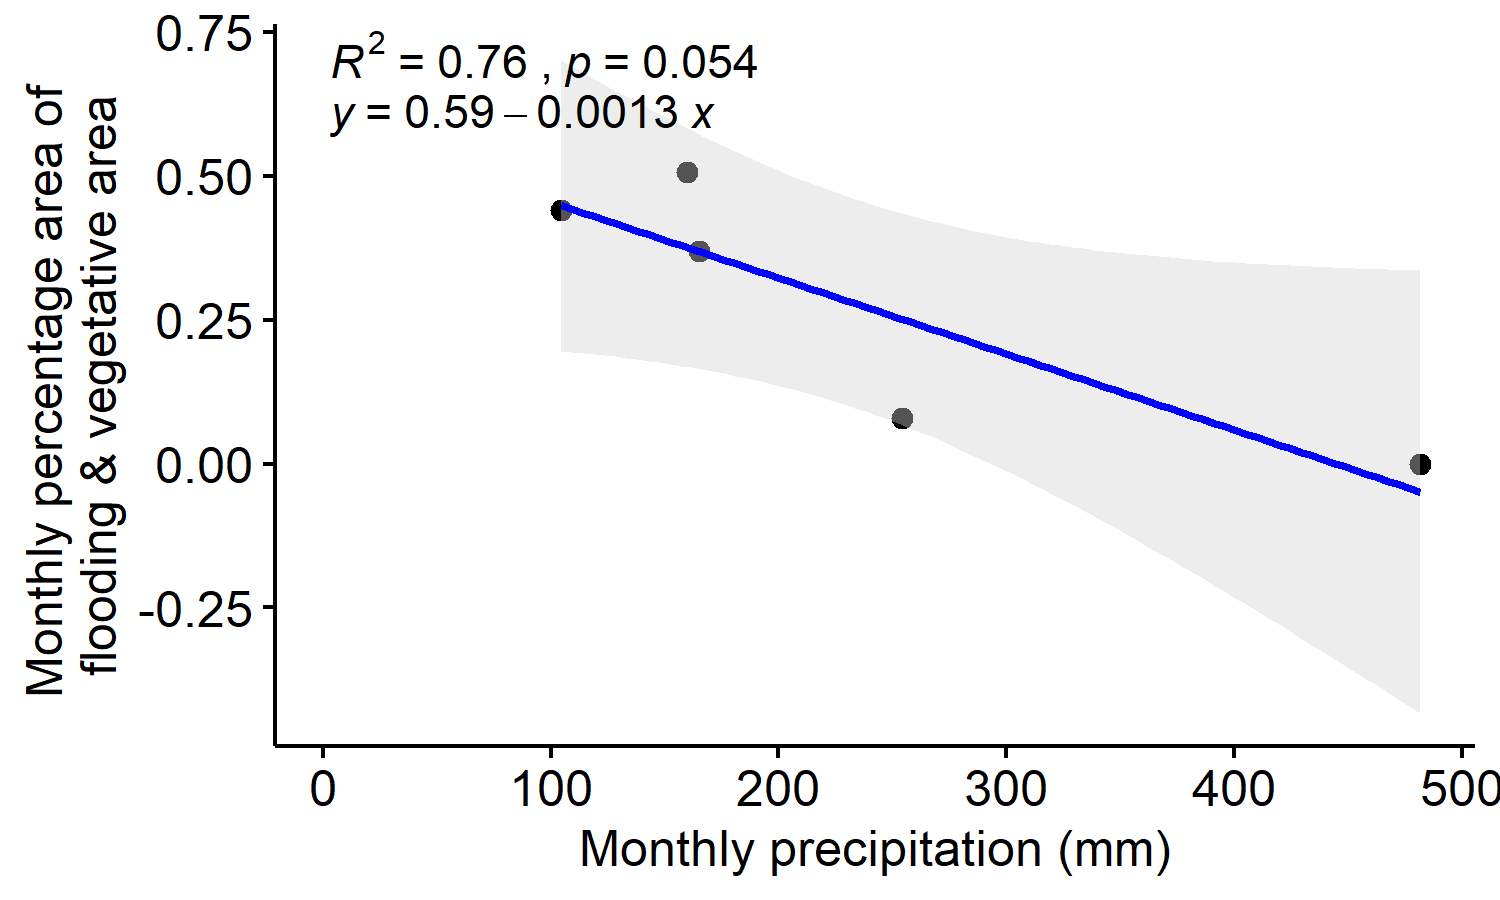 0.75
0.50
0.25
0.00
-0.25
Monthly percentage area of
flooding & vegetative area
R² = 0.76 , p = 0.054
y = 0.59 – 0.0013 x
0 100 200 300 400 500
Monthly precipitation (mm)